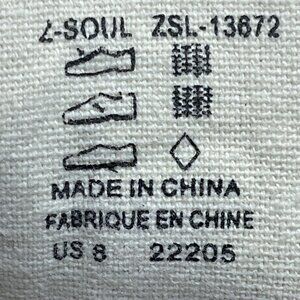 Z-SOUL ZSL-13672
MADE IN CHINA
FABRIQUE EN CHINE
US 8 22205